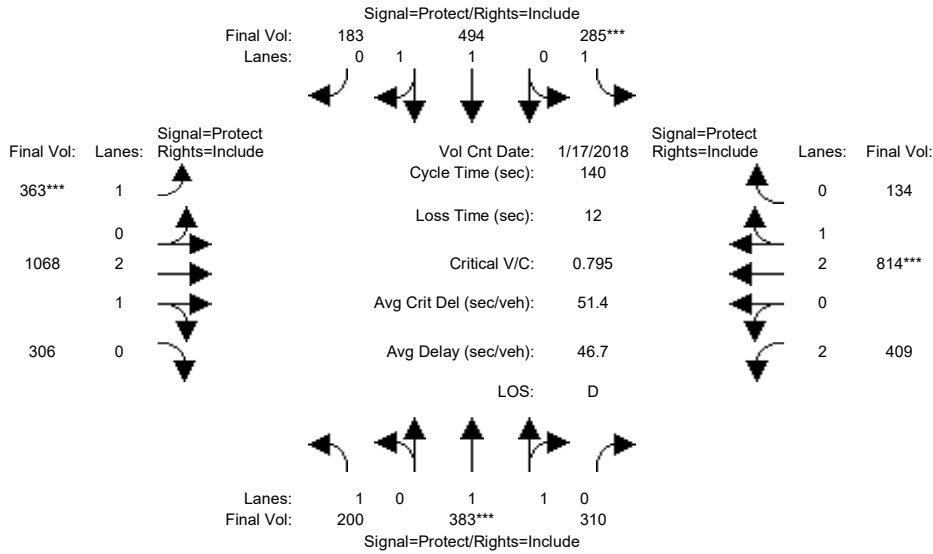 Signal=Protect/Rights=Include
Final Vol: 183 494 285***
Lanes: 0 1 1 0 1
Signal=Protect
Final Vol: Lanes: Rights=Include
Vol Cnt Date: 1/17/2018
Signal=Protect
Rights=Include Lanes: Final Vol:
Cycle Time (sec): 140
363*** 1
0 134
Loss Time (sec): 12
0
1
1068 2
Critical V/C: 0.795
2 814***
1
Avg Crit Del (sec/veh): 51.4
0
306 0
Avg Delay (sec/veh): 46.7
2 409
LOS: D
Lanes: 1 0 1 1 0
Final Vol: 200 383*** 310
Signal=Protect/Rights=Include